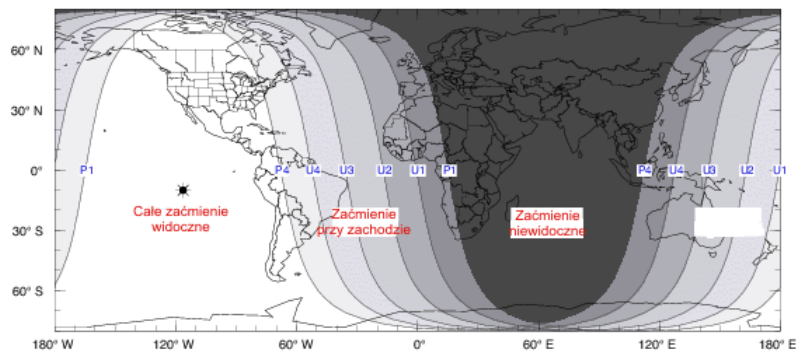 60° N
30° N
0°
30° S
60° S
P1 P4 U4 U3 U2 U1 P1 P4 U4 U3 U2 U1
Całe zaćmienie
widoczne
Zaćmienie
przy zachodzie
Zaćmienie
niewidoczne
180° W 120° W 60° W 0° 60° E 120° E 180° E